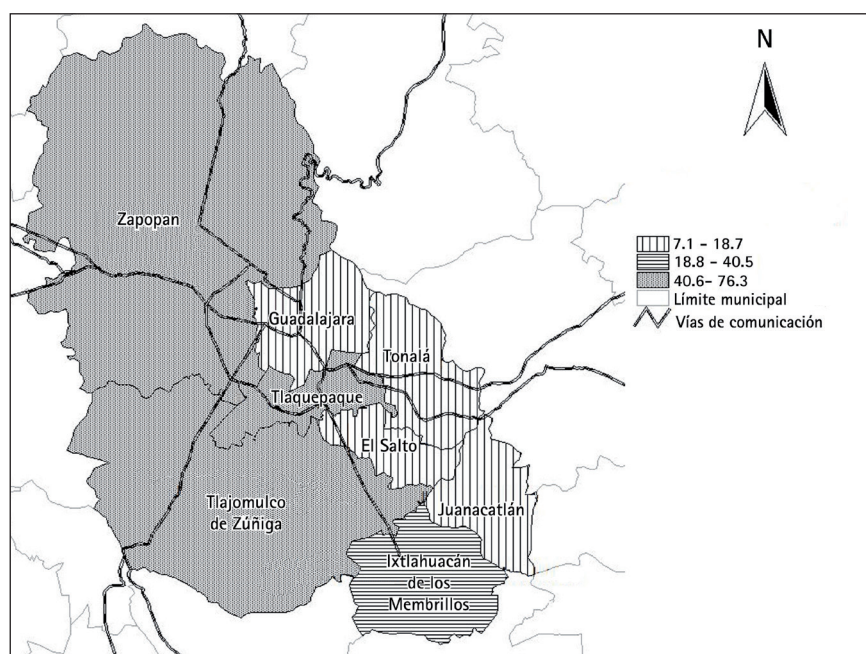 N
Zapopan
7.1 - 18.7
18.8 - 40.5
40.6- 76.3
Límite municipal
Vías de comunicación
Guadalajara
Tonalá
Tlaquepaque
El Salto
Tlajomulco
de Zúñiga
Juanacatlán
Ixtlahuacán
de los
Membrillos